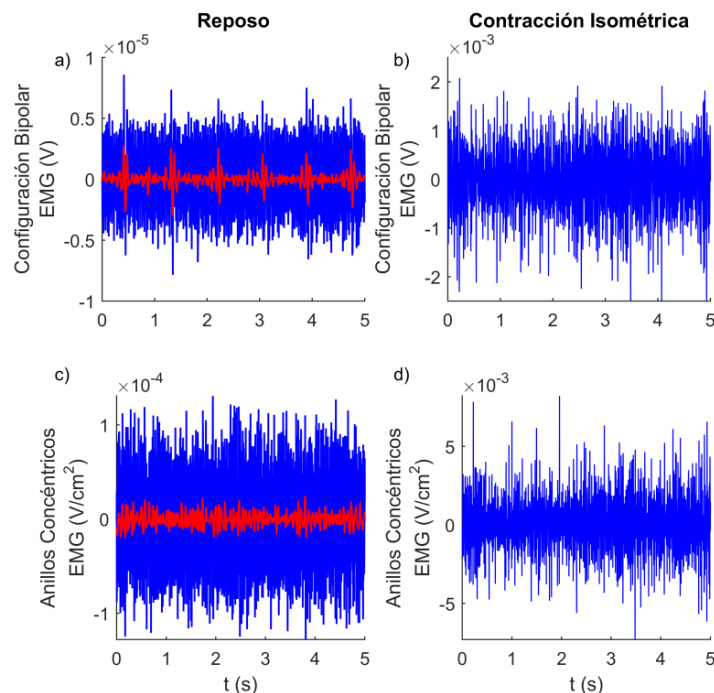 Reposo
Contracción Isométrica
a)
×10⁻⁵
b)
×10⁻³
Configuración Bipolar
EMG (V)
1
0.5
0
-0.5
-1
0 1 2 3 4 5
Configuración Bipolar
EMG (V)
2
1
0
-1
-2
0 1 2 3 4 5
c)
×10⁻⁴
d)
×10⁻³
Anillos Concéntricos
EMG (V/cm²)
1
0
-1
0 1 2 3 4 5
t (s)
Anillos Concéntricos
EMG (V/cm²)
5
0
-5
0 1 2 3 4 5
t (s)